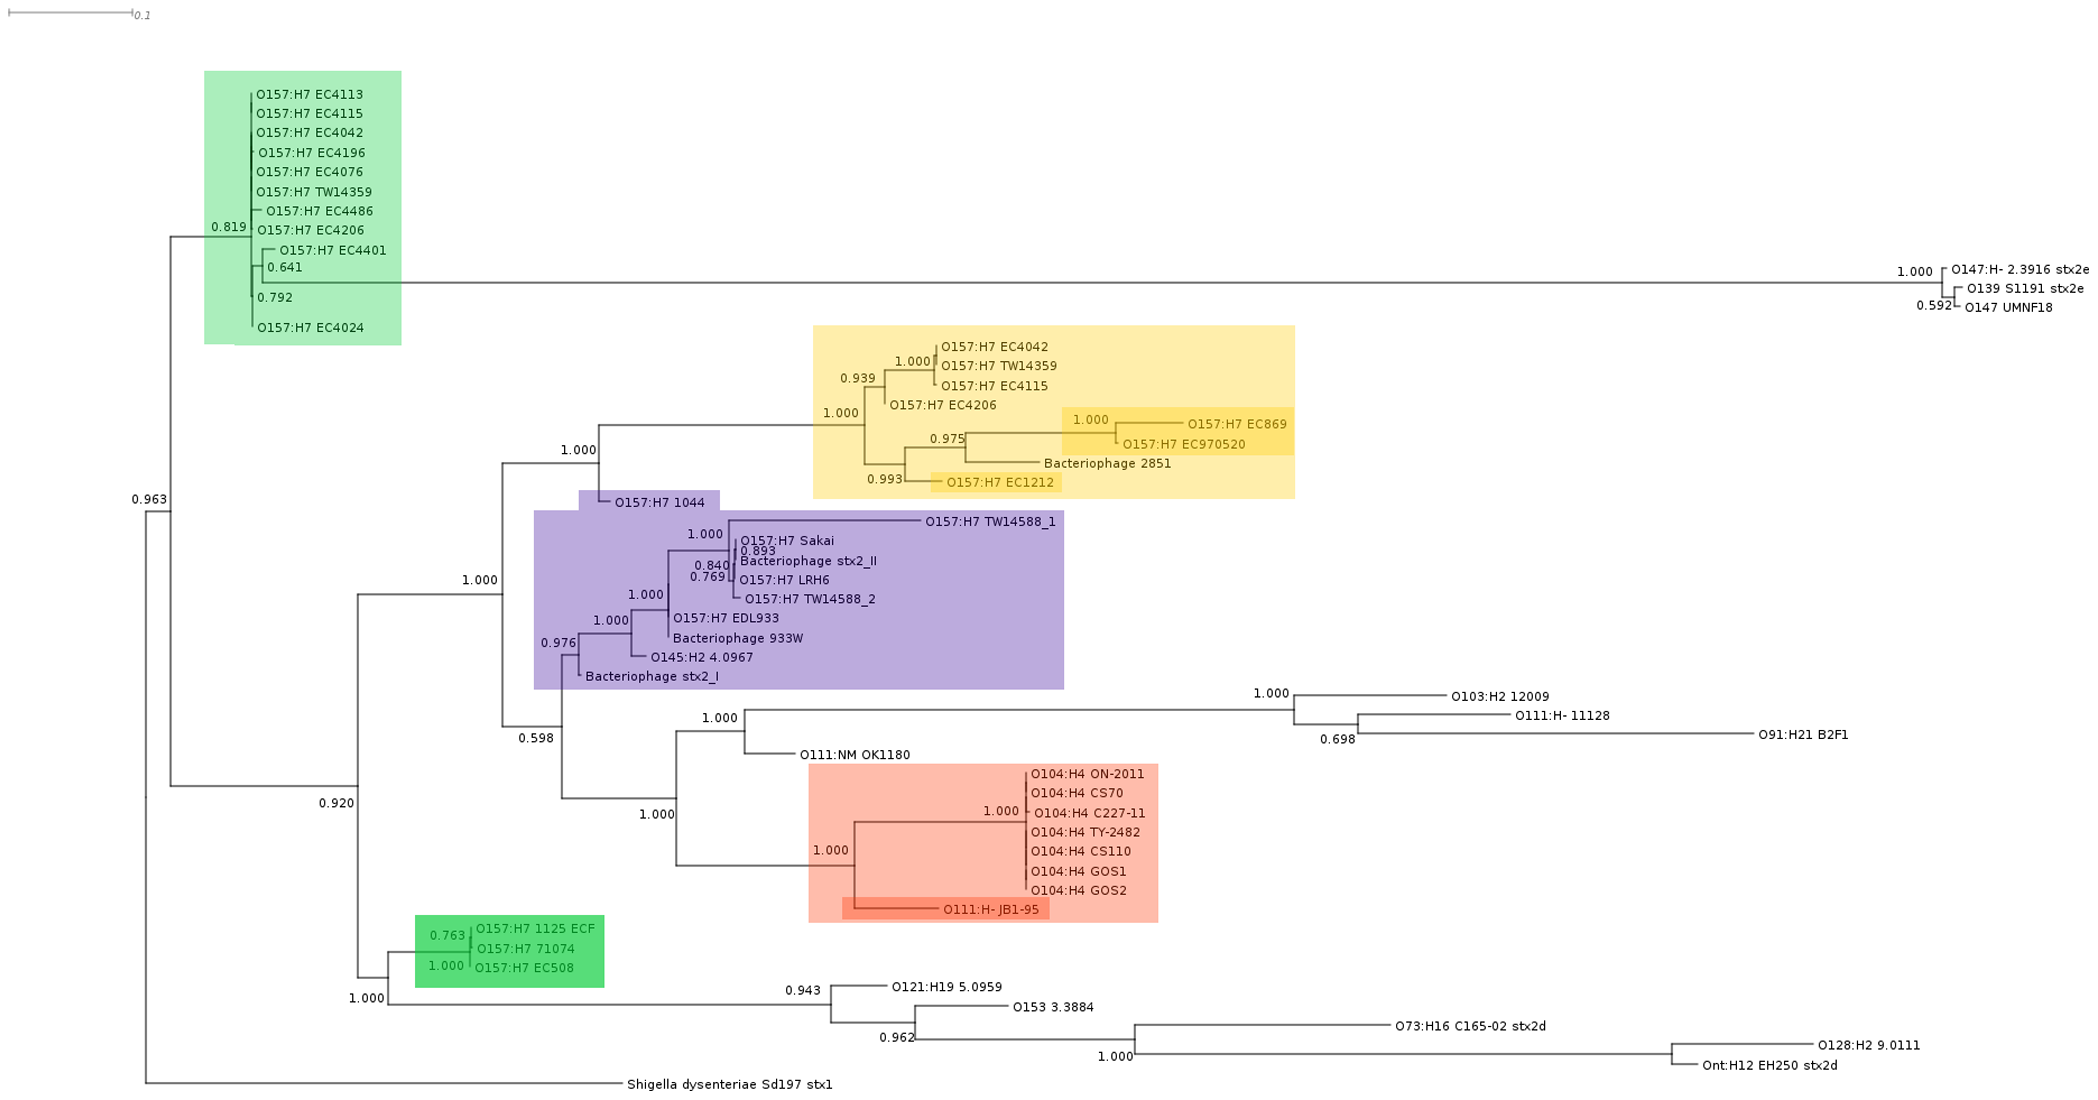 0.1
O157:H7 EC4113
O157:H7 EC4115
O157:H7 EC4042
O157:H7 EC4196
O157:H7 EC4076
O157:H7 TW14359
O157:H7 EC4486
0.819
O157:H7 EC4206
O157:H7 EC4401
0.641
1.000
O147:H- 2.3916 stx2e
O139 S1191 stx2e
0.792
0.592
O147 UMNF18
O157:H7 EC4024
O157:H7 EC4042
1.000
O157:H7 TW14359
0.939
O157:H7 EC4115
O157:H7 EC4206
1.000
1.000
O157:H7 EC869
0.975
O157:H7 EC970520
1.000
Bacteriophage 2851
0.993
O157:H7 EC1212
0.963
O157:H7 1044
O157:H7 TW14588_1
1.000
O157:H7 Sakai
0.893
Bacteriophage stx2_II
0.840
0.769
O157:H7 LRH6
1.000
1.000
O157:H7 TW14588_2
1.000
O157:H7 EDL933
0.976
Bacteriophage 933W
O145:H2 4.0967
Bacteriophage stx2_I
1.000
O103:H2 12009
1.000
O111:H- 11128
0.598
0.698
O91:H21 B2F1
O111:NM OK1180
O104:H4 ON-2011
O104:H4 CS70
0.920
1.000
1.000
O104:H4 C227-11
O104:H4 TY-2482
1.000
O104:H4 CS110
O104:H4 GOS1
O104:H4 GOS2
O111:H- JB1-95
0.763
O157:H7 1125 ECF
O157:H7 71074
1.000
O157:H7 EC508
1.000
0.943
O121:H19 5.0959
O153 3.3884
0.962
O73:H16 C165-02 stx2d
1.000
O128:H2 9.0111
Ont:H12 EH250 stx2d
Shigella dysenteriae Sd197 stx1